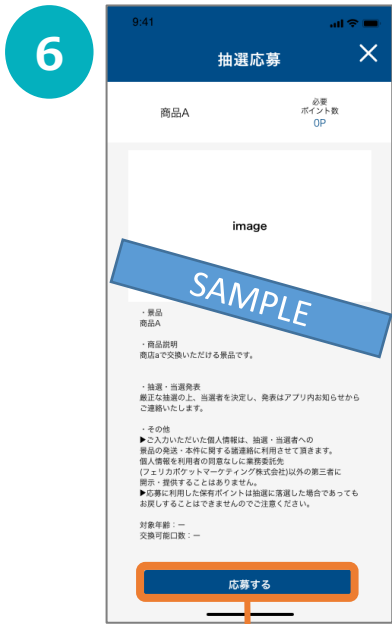 6
9:41
抽選応募
商品A
必要
ポイント数
0P
image
SAMPLE
・景品
商品A
・商品説明
商店aで交換いただける景品です。
・抽選・当選発表
厳正な抽選の上、当選者を決定し、発表はアプリ内お知らせから
ご連絡いたします。
・その他
▶ご入力いただいた個人情報は、抽選・当選者への
景品の発送・本件に関する諸連絡に利用させて頂きます。
個人情報を利用者の同意なしに業務委託先
(フェリカポケットマーケティング株式会社)以外の第三者に
開示・提供することはありません。
▶応募に利用した保有ポイントは抽選に落選した場合であっても
お戻しすることはできませんのでご注意ください。
対象年齢：ー
交換可能口数：ー
応募する